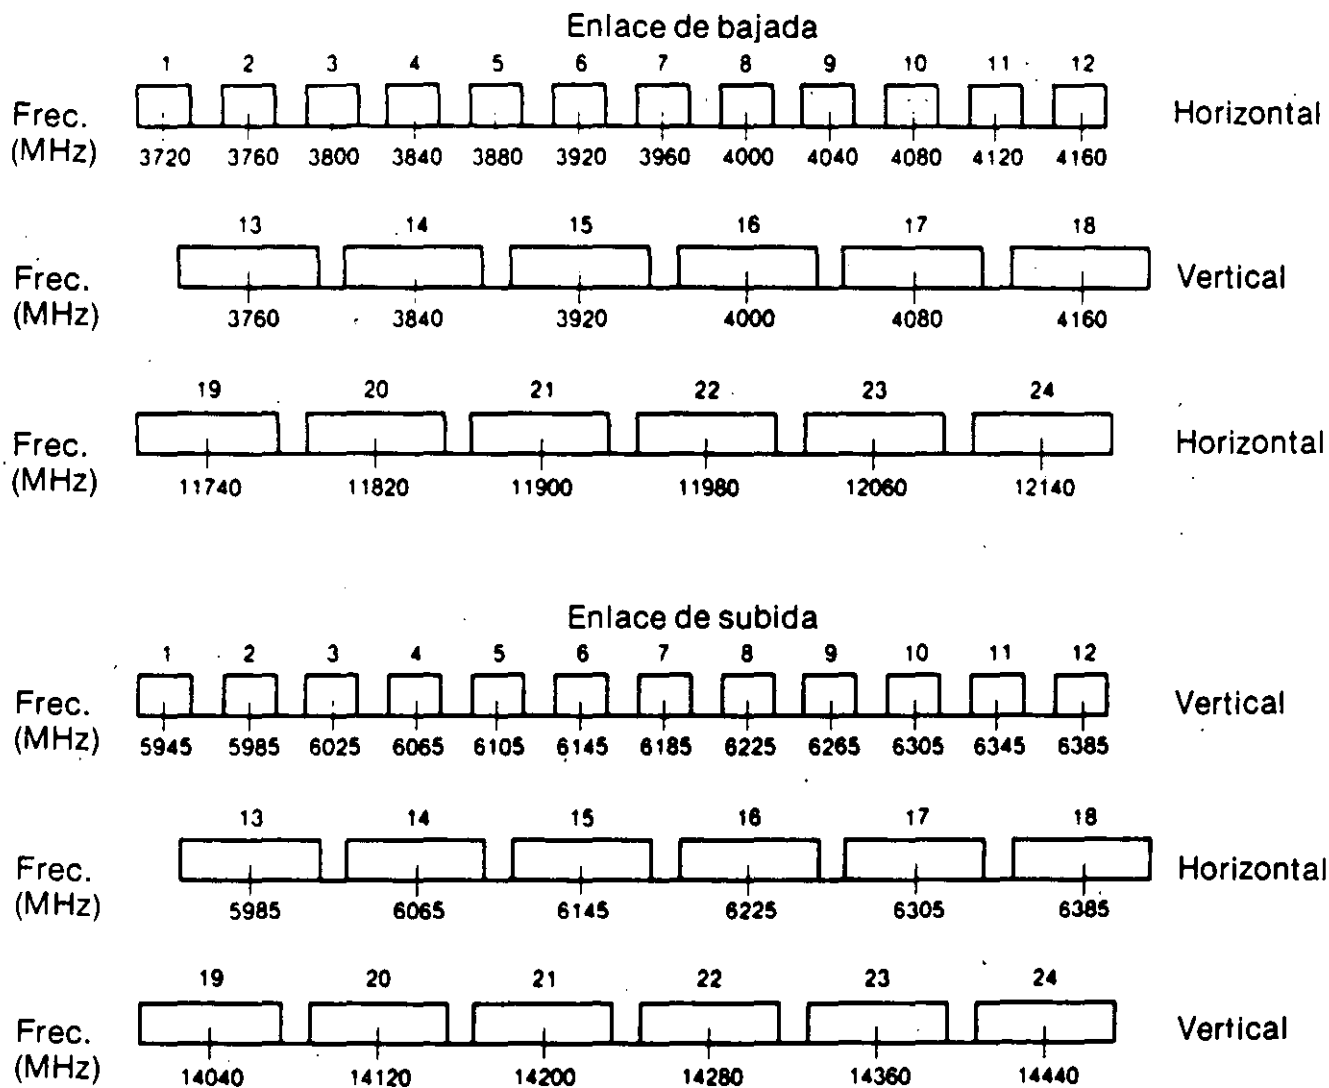 Enlace de bajada
1 2 3 4 5 6 7 8 9 10 11 12
Frec. (MHz) Horizontal
3720 3760 3800 3840 3880 3920 3960 4000 4040 4080 4120 4160
13 14 15 16 17 18
Frec. (MHz) Vertical
3760 3840 3920 4000 4080 4160
19 20 21 22 23 24
Frec. (MHz) Horizontal
11740 11820 11900 11980 12060 12140
Enlace de subida
1 2 3 4 5 6 7 8 9 10 11 12
Frec. (MHz) Vertical
5945 5985 6025 6065 6105 6145 6185 6225 6265 6305 6345 6385
13 14 15 16 17 18
Frec. (MHz) Horizontal
5985 6065 6145 6225 6305 6385
19 20 21 22 23 24
Frec. (MHz) Vertical
14040 14120 14200 14280 14360 14440